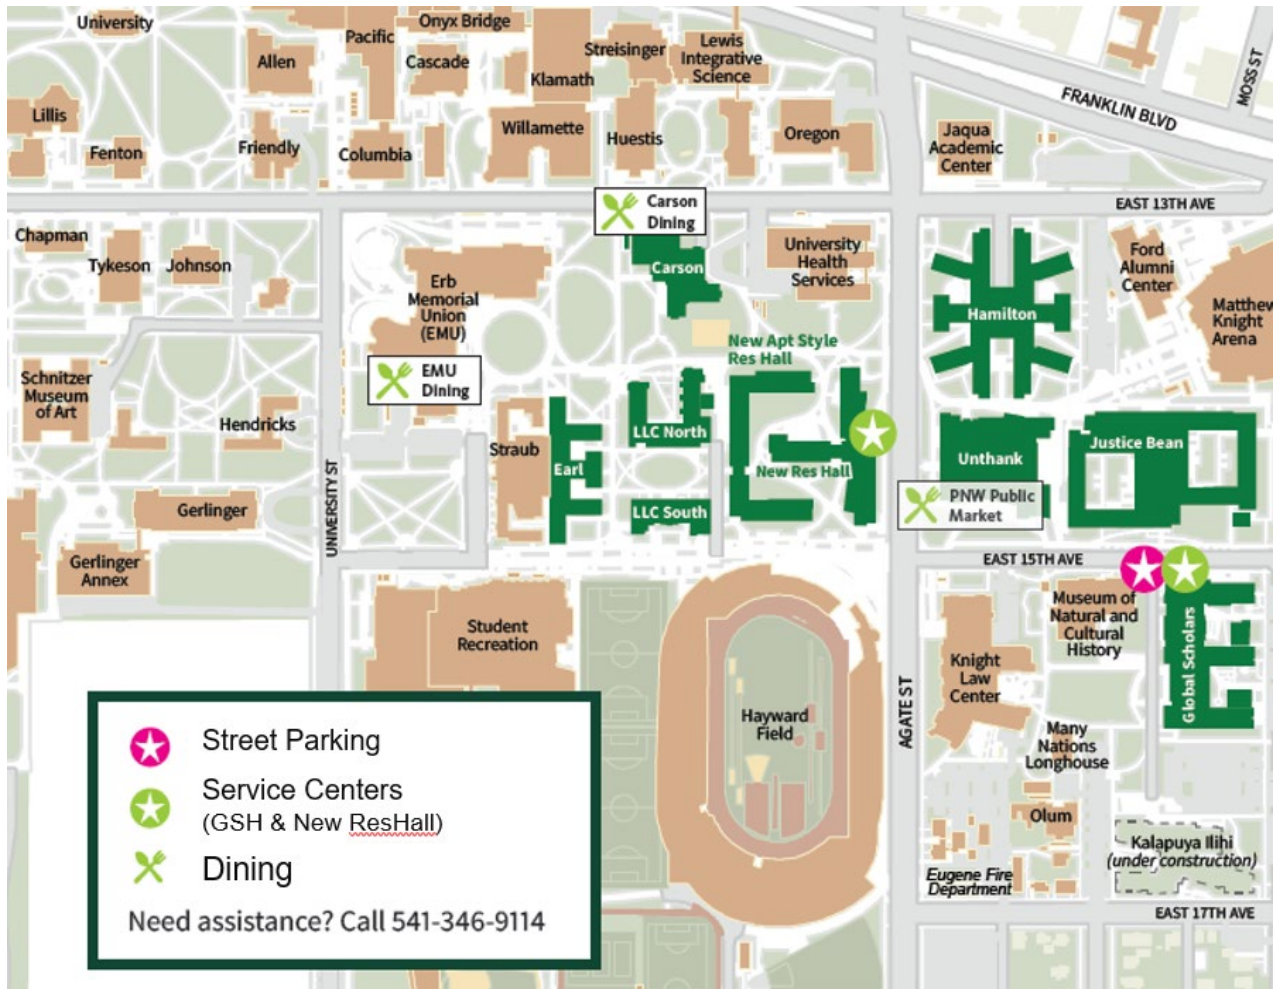 University
Onyx Bridge
Pacific
Allen
Cascade
Klamath
Streisinger
Lewis
Integrative
Science
MOSS ST
FRANKLIN BLVD
Lillis
Fenton
Friendly
Columbia
Willamette
Huestis
Oregon
Jaqua
Academic
Center
EAST 13TH AVE
Carson
Dining
Chapman
Tykeson
Johnson
Erb
Memorial
Union
(EMU)
Carson
University
Health
Services
Ford
Alumni
Center
Hamilton
Matthew
Knight
Arena
New Apt Style
Res Hall
EMU
Dining
Schnitzer
Museum
of Art
Hendricks
Straub
Earl
LLC North
New Res Hall
LLC South
Unthank
Justice Bean
PNW Public
Market
UNIVERSITY ST
Gerlinger
Gerlinger
Annex
EAST 15TH AVE
Student
Recreation
Museum of
Natural and
Cultural
History
Global Scholars
Knight
Law
Center
Hayward
Field
AGATE ST
Many
Nations
Longhouse
Olum
Kalapuya Ilihi
(under construction)
Eugene Fire
Department
EAST 17TH AVE
Street Parking
Service Centers
(GSH & New ResHall)
Dining
Need assistance? Call 541-346-9114